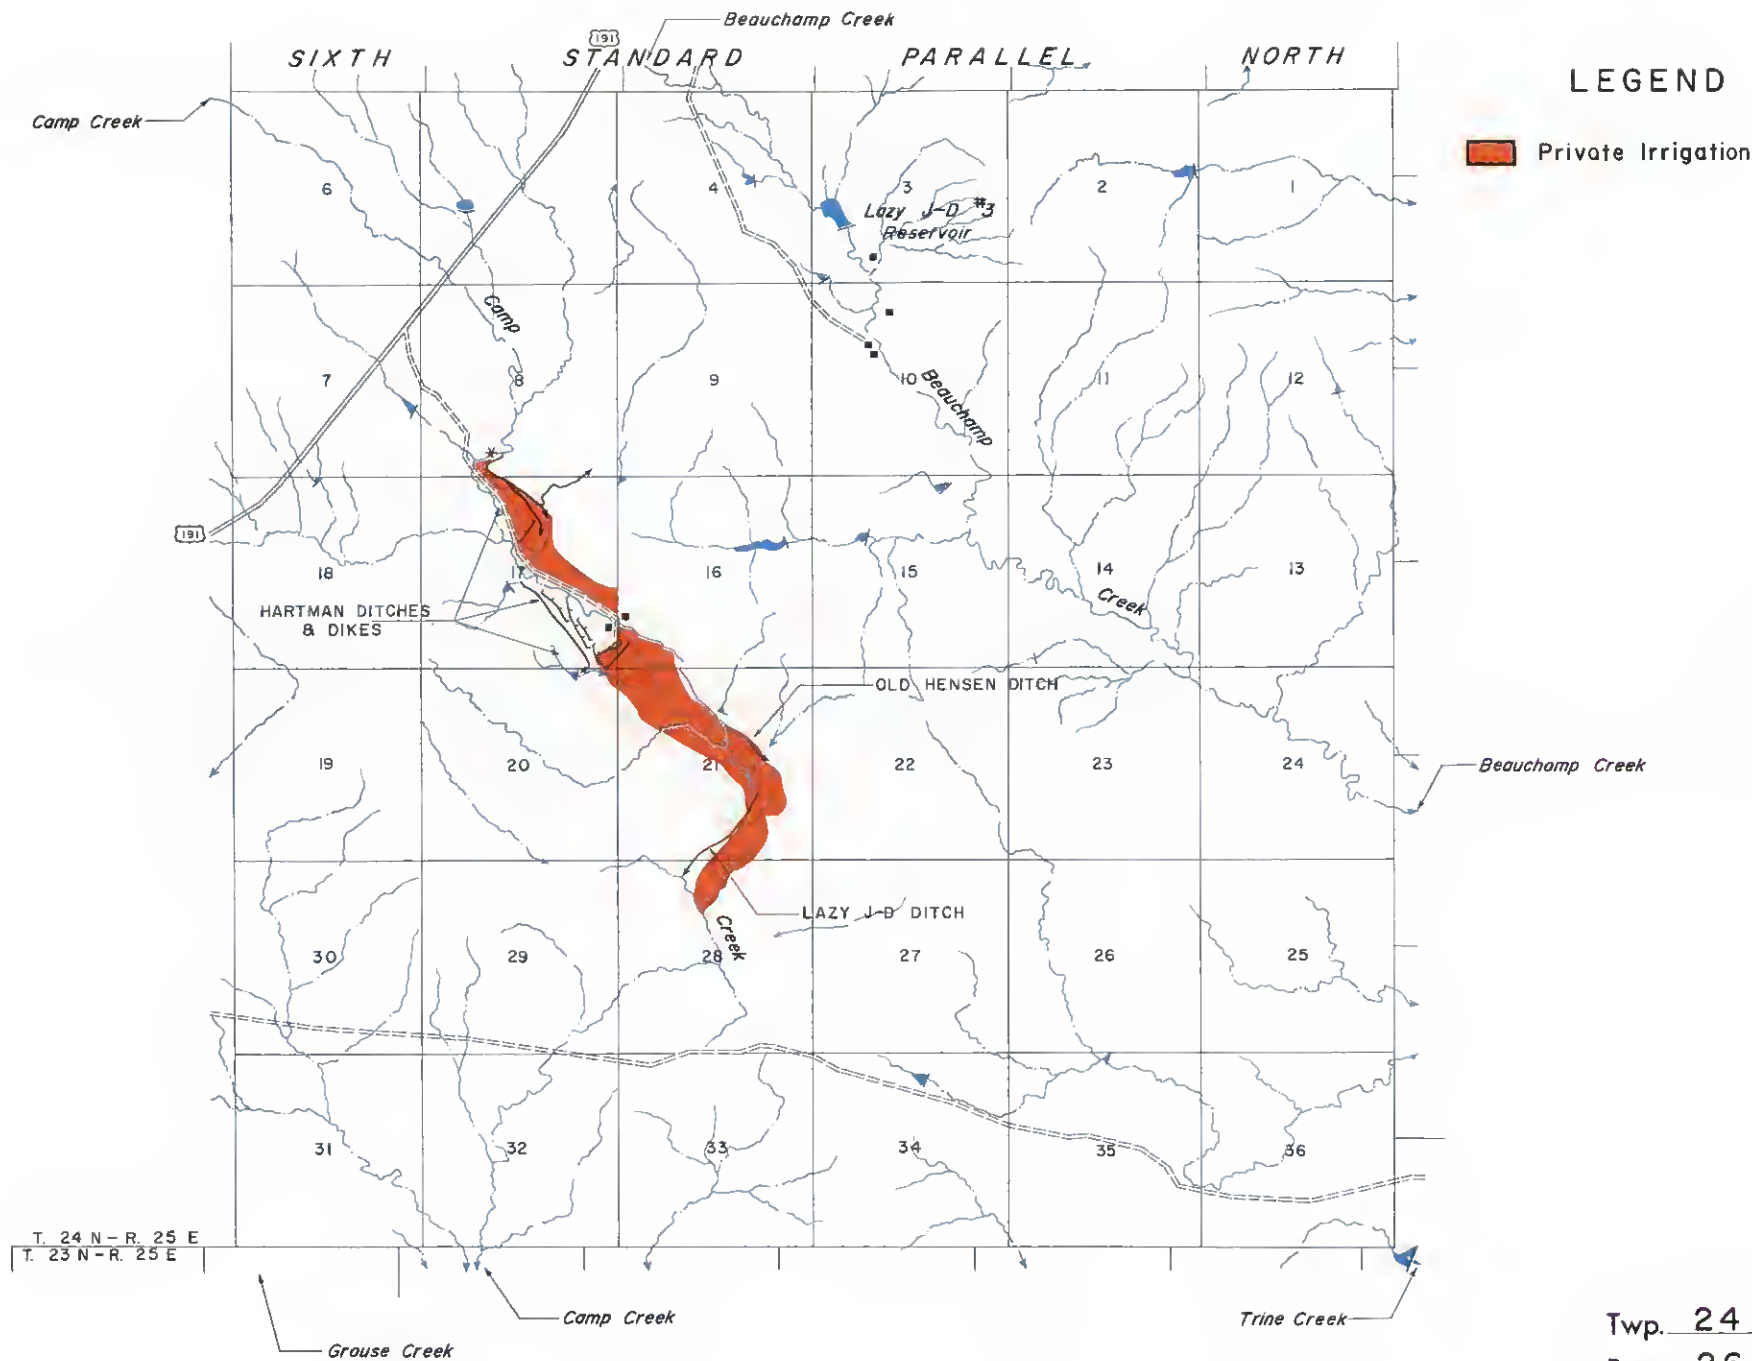 Beauchamp Creek
191
SIXTH STANDARD PARALLEL NORTH
LEGEND
Private Irrigation
Camp Creek
6
4
3
2
1
Lazy J-D #3
Reservoir
Camp
7
8
9
10
11
12
Beauchamp
191
18
17
16
15
14
13
Creek
HARTMAN DITCHES
& DIKES
OLD HENSEN DITCH
19
20
21
22
23
24
Beauchamp Creek
LAZY J-D DITCH
Creek
30
29
28
27
26
25
31
32
33
34
35
36
T. 24 N-R. 25 E
T. 23 N-R. 25 E
Camp Creek
Trine Creek
Grouse Creek
Twp. 24